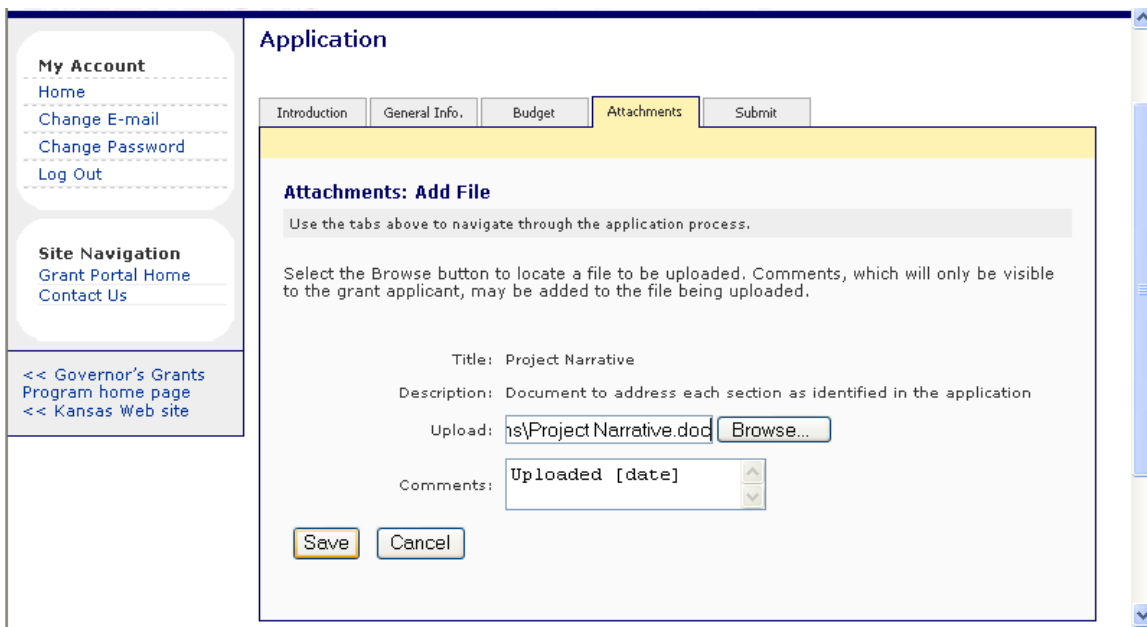 Application
My Account
Home
Change E-mail
Change Password
Log Out
Site Navigation
Grant Portal Home
Contact Us
<< Governor's Grants
Program home page
<< Kansas Web site
Introduction
General Info.
Budget
Attachments
Submit
Attachments: Add File
Use the tabs above to navigate through the application process.
Select the Browse button to locate a file to be uploaded. Comments, which will only be visible
to the grant applicant, may be added to the file being uploaded.
Title: Project Narrative
Description: Document to address each section as identified in the application
Upload: ns\Project Narrative.doc Browse...
Comments: Uploaded [date]
Save Cancel